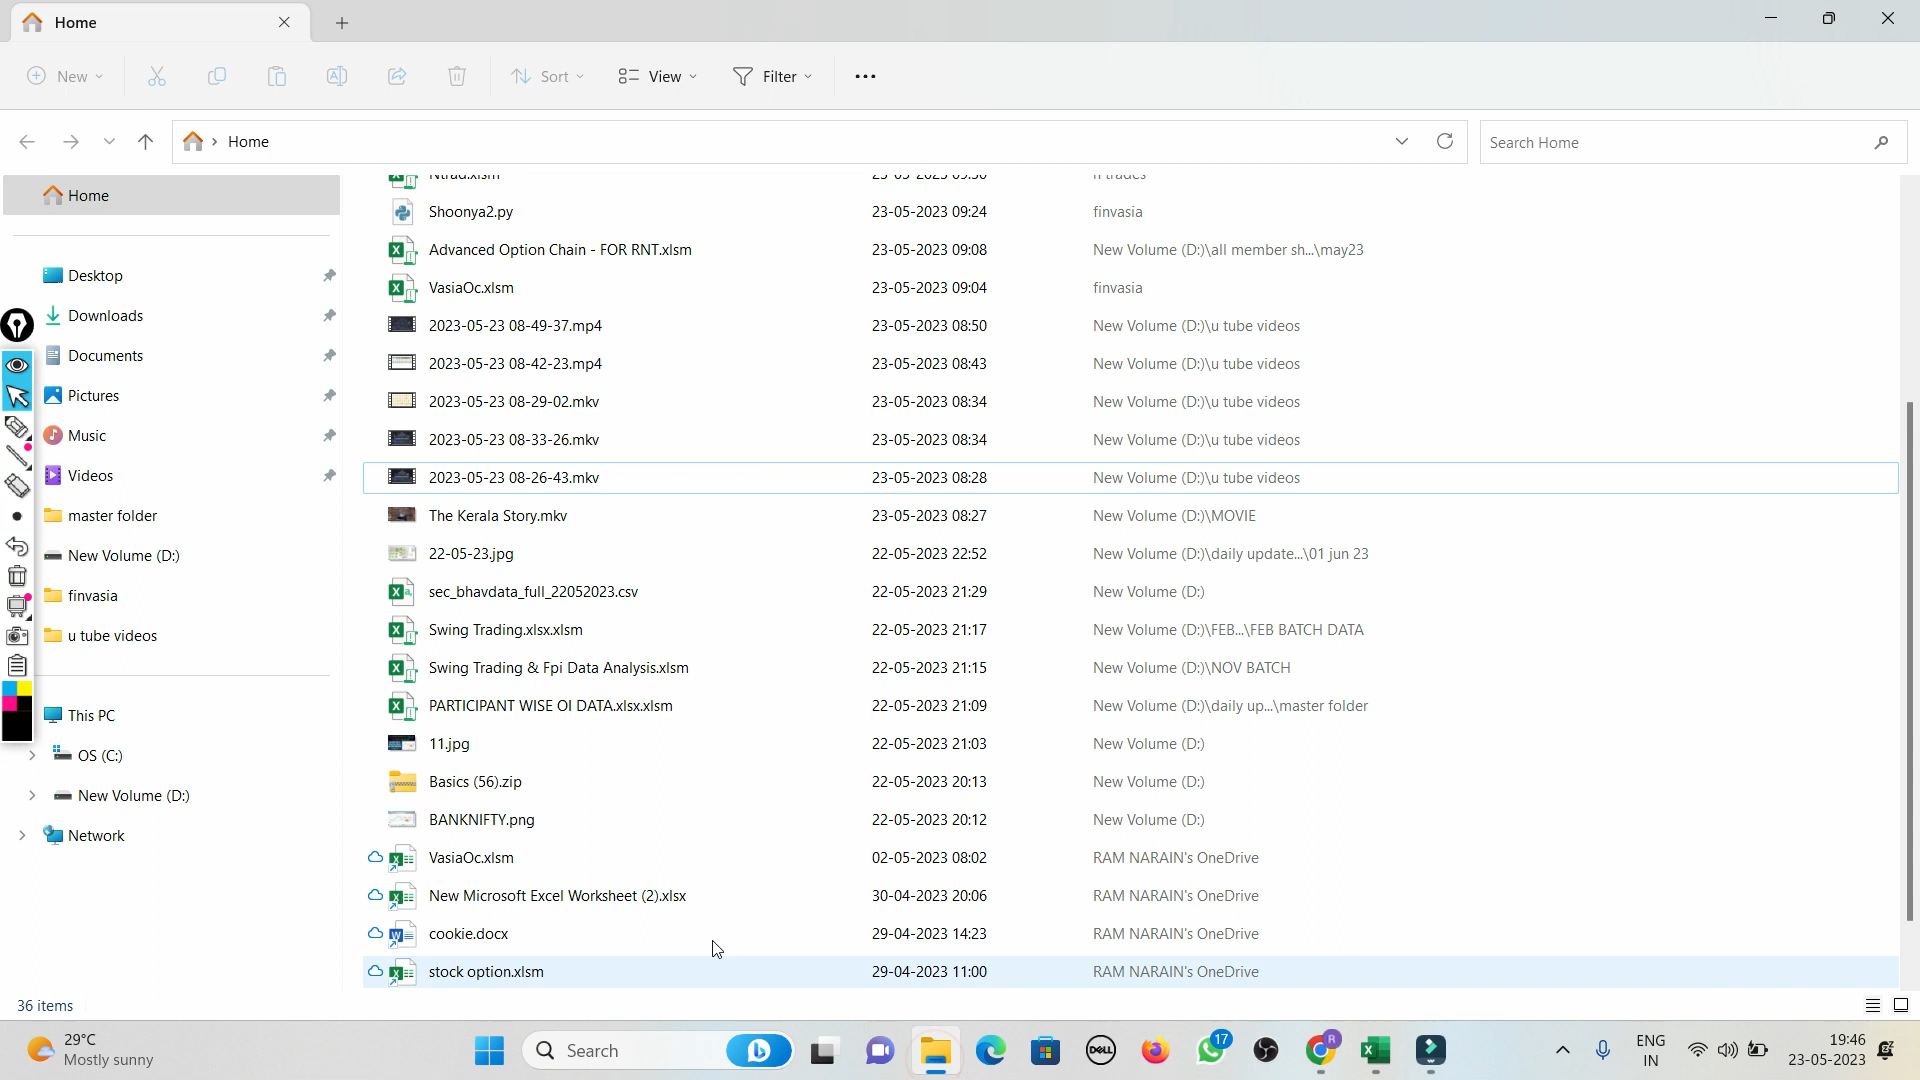 Home
New
Sort
View
Filter
Home
Search Home
Home
Desktop
Downloads
Documents
Pictures
Music
Videos
master folder
New Volume (D:)
finvasia
u tube videos
This PC
OS (C:)
New Volume (D:)
Network
Shoonya2.py 23-05-2023 09:24 finvasia
Advanced Option Chain - FOR RNT.xlsm 23-05-2023 09:08 New Volume (D:)\all member sh...\may23
VasiaOc.xlsm 23-05-2023 09:04 finvasia
2023-05-23 08-49-37.mp4 23-05-2023 08:50 New Volume (D:)\u tube videos
2023-05-23 08-42-23.mp4 23-05-2023 08:43 New Volume (D:)\u tube videos
2023-05-23 08-29-02.mkv 23-05-2023 08:34 New Volume (D:)\u tube videos
2023-05-23 08-33-26.mkv 23-05-2023 08:34 New Volume (D:)\u tube videos
2023-05-23 08-26-43.mkv 23-05-2023 08:28 New Volume (D:)\u tube videos
The Kerala Story.mkv 23-05-2023 08:27 New Volume (D:)\MOVIE
22-05-23.jpg 22-05-2023 22:52 New Volume (D:)\daily update...\01 jun 23
sec_bhavdata_full_22052023.csv 22-05-2023 21:29 New Volume (D:)
Swing Trading.xlsx.xlsm 22-05-2023 21:17 New Volume (D:)\FEB...\FEB BATCH DATA
Swing Trading & Fpi Data Analysis.xlsm 22-05-2023 21:15 New Volume (D:)\NOV BATCH
PARTICIPANT WISE OI DATA.xlsx.xlsm 22-05-2023 21:09 New Volume (D:)\daily up...\master folder
11.jpg 22-05-2023 21:03 New Volume (D:)
Basics (56).zip 22-05-2023 20:13 New Volume (D:)
BANKNIFTY.png 22-05-2023 20:12 New Volume (D:)
VasiaOc.xlsm 02-05-2023 08:02 RAM NARAIN's OneDrive
New Microsoft Excel Worksheet (2).xlsx 30-04-2023 20:06 RAM NARAIN's OneDrive
cookie.docx 29-04-2023 14:23 RAM NARAIN's OneDrive
stock option.xlsm 29-04-2023 11:00 RAM NARAIN's OneDrive
36 items
29°C
Mostly sunny
Search
DELL
17
R
ENG
IN
19:46
23-05-2023